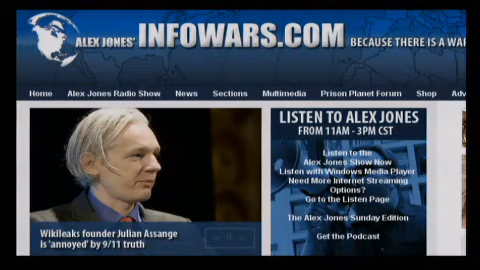 ALEX JONES' INFOWARS.COM BECAUSE THERE IS A WAR
Home Alex Jones Radio Show News Sections Multimedia Prison Planet Forum Shop Adv
LISTEN TO ALEX JONES
FROM 11AM - 3PM CST
Listen to the
Alex Jones Show Now
Listen with Windows Media Player
Need More Internet Streaming
Options?
Go to the Listen Page
The Alex Jones Sunday Edition
Get the Podcast
Wikileaks founder Julian Assange
is 'annoyed' by 9/11 truth